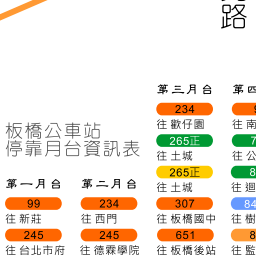 路
第三月台 第四
234 9
往 歡仔園 往 南
板橋公車站
265正 7
停靠月台資訊表
往 土城 往 公
265正 8
第一月台 第二月台
往 土城 往 迴
99 234 307 84
往 新莊 往 西門 往 板橋國中 往 樹
245 245 651 8
往 台北市府 往 德霖學院 往 板橋後站 往 監